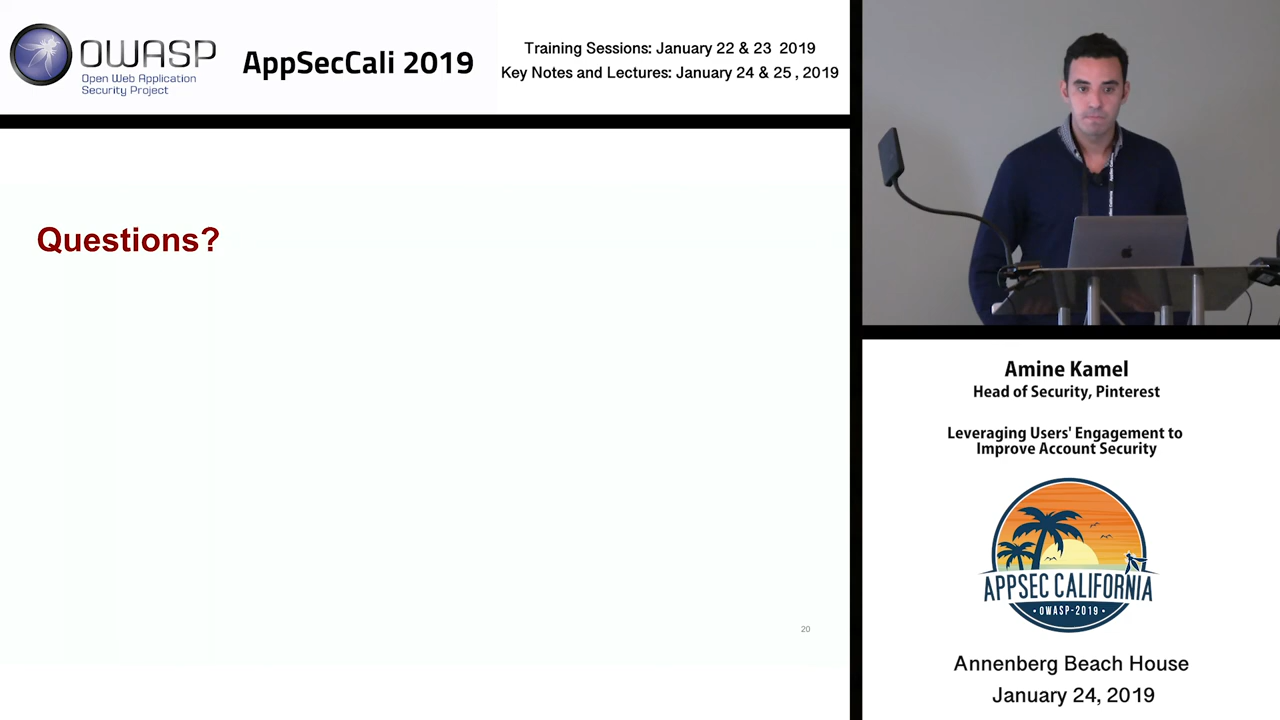 OWASP
Open Web Application
Security Project
AppSecCali 2019
Training Sessions: January 22 & 23 2019
Key Notes and Lectures: January 24 & 25 , 2019
Questions?
20
Amine Kamel
Head of Security, Pinterest
Leveraging Users' Engagement to
Improve Account Security
APPSEC CALIFORNIA
OWASP-2019
Annenberg Beach House
January 24, 2019